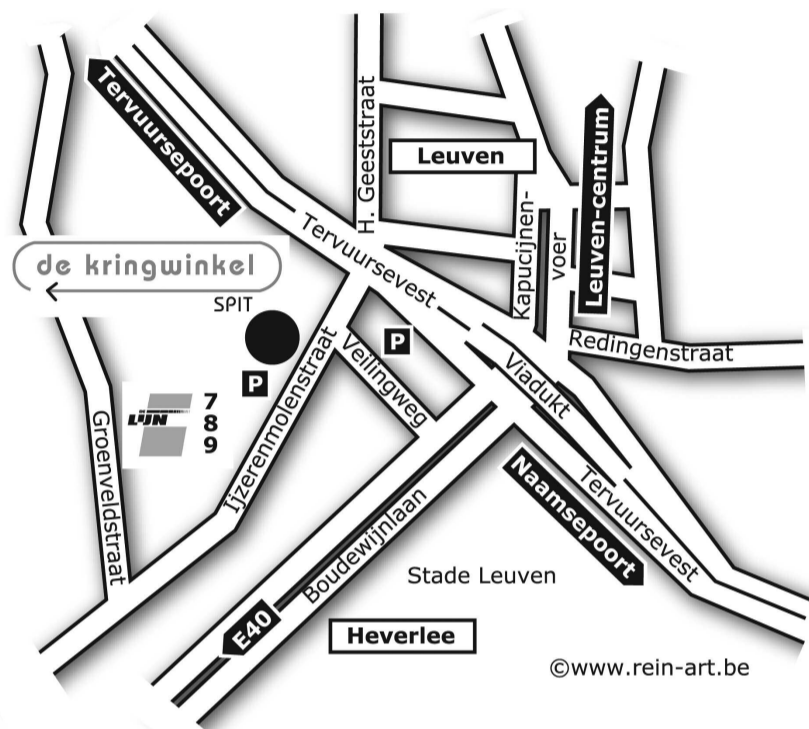 Tervuursepoort
H. Geeststraat
Leuven
Leuven-centrum
Kapucijnen-
voer
Tervuursevest
de kringwinkel
SPIT
P
P
Veilingweg
Redingenstraat
Viadukt
LIJN
7
8
9
Groenveldstraat
Ijzerenmolenstraat
Boudewijnlaan
Naamsepoort
Tervuursevest
Stade Leuven
E40
Heverlee
©www.rein-art.be